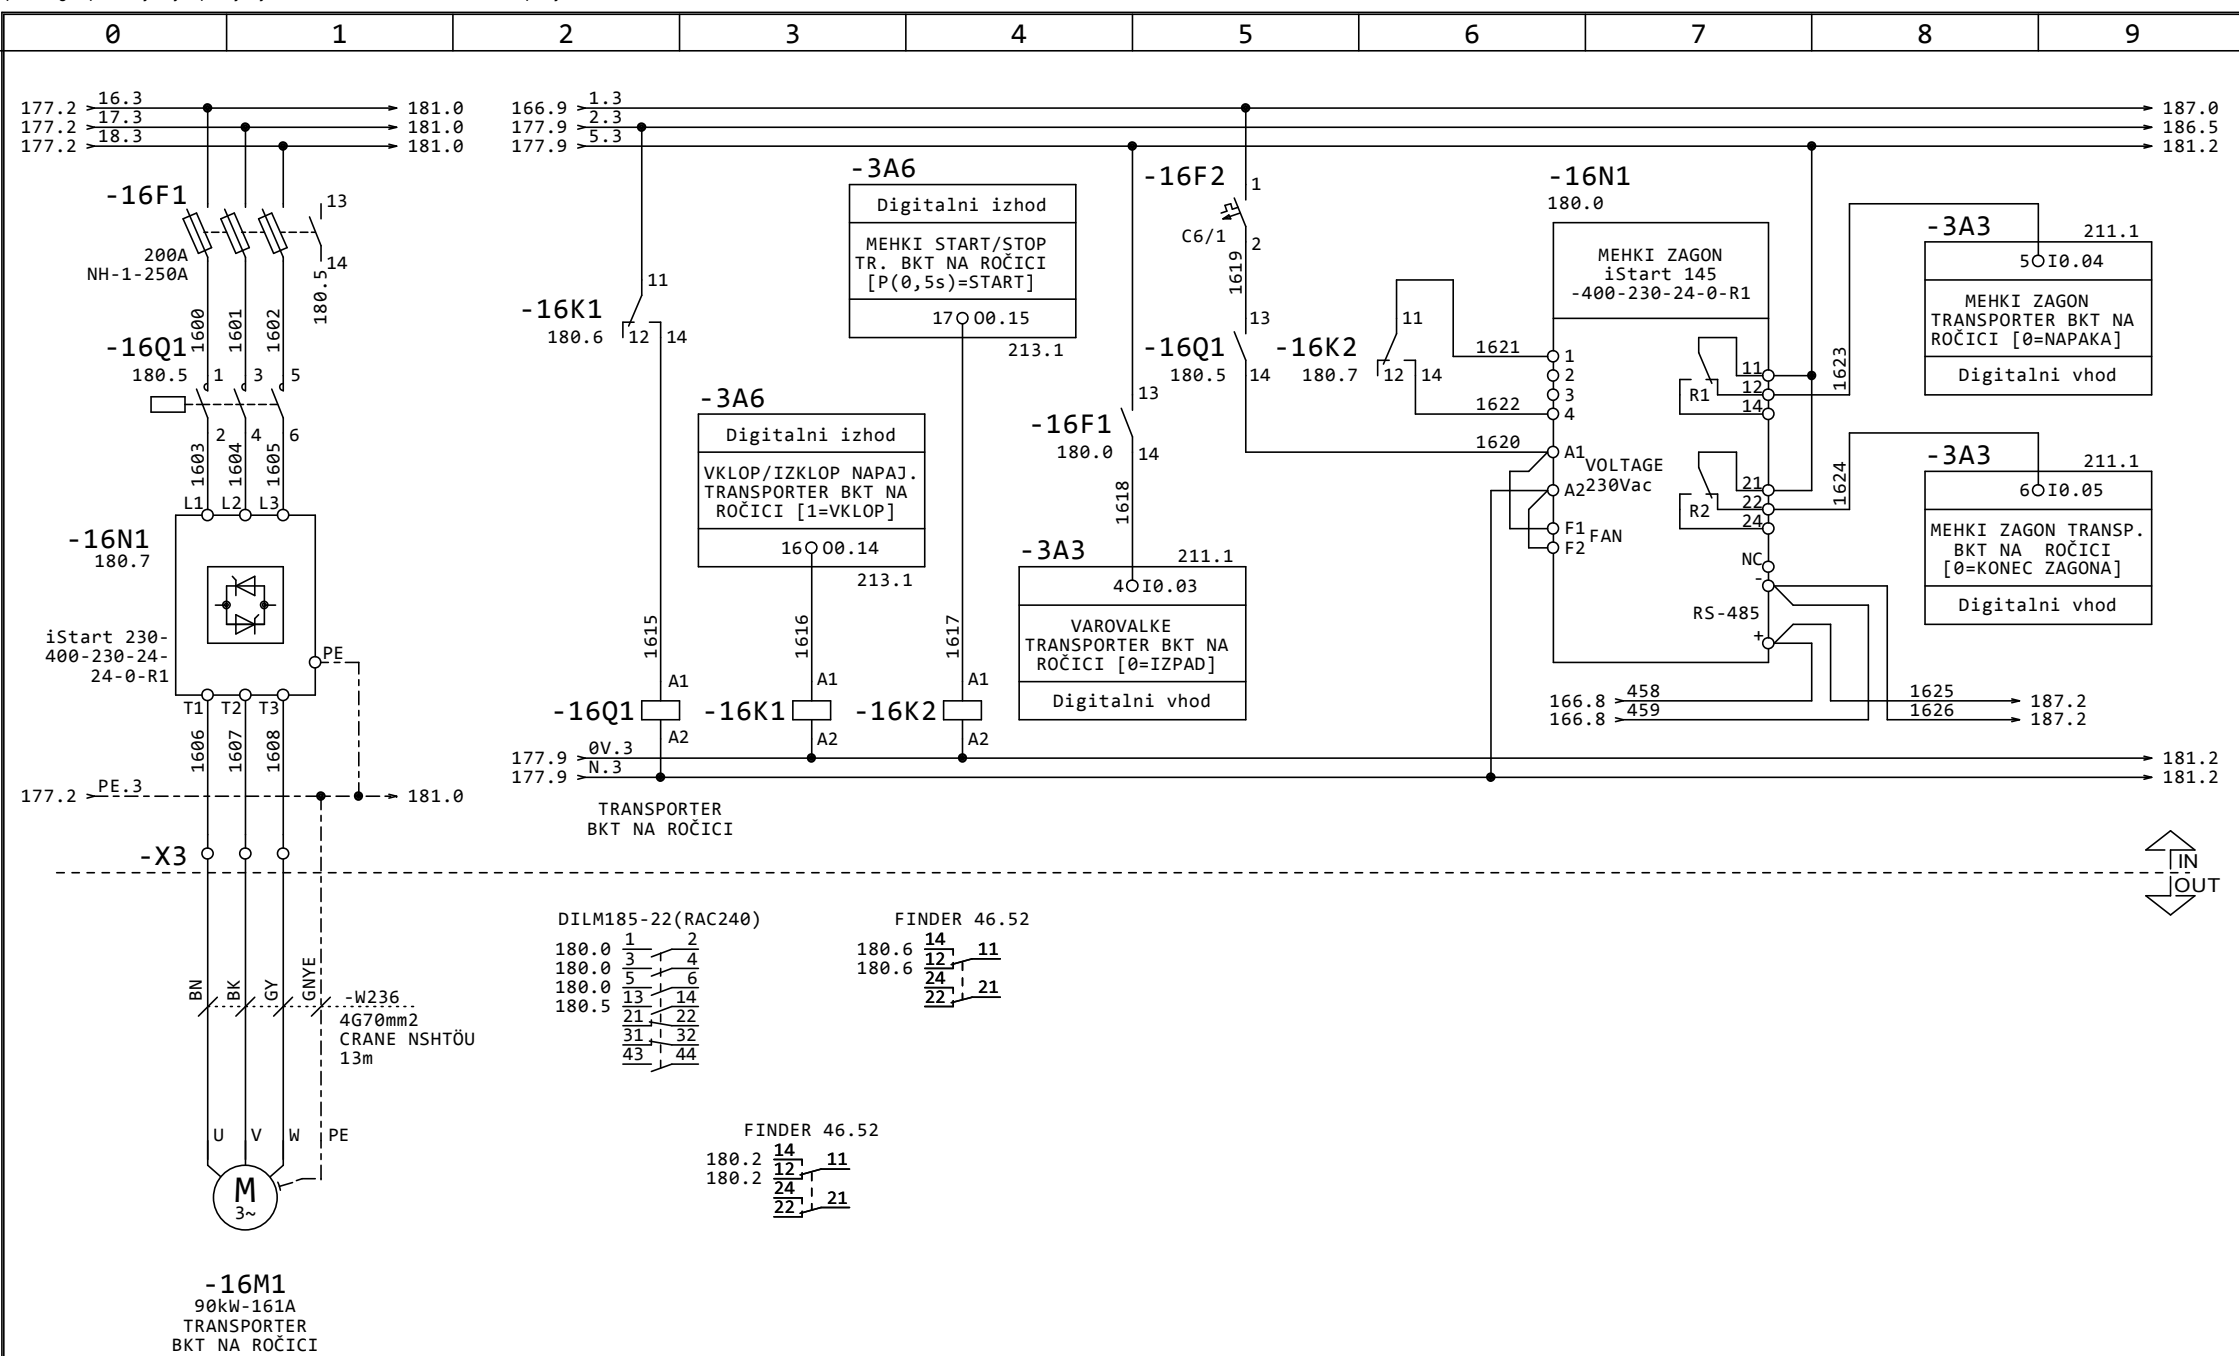 0 1 2 3 4 5 6 7 8 9
177.2 16.3 181.0
177.2 17.3 181.0
177.2 18.3 181.0
166.9 1.3 187.0
177.9 2.3 186.5
177.9 5.3 181.2
-16F1
200A
NH-1-250A
13
14
180.5
1600
1601
1602
-16Q1
180.5
1 3 5
2 4 6
1603
1604
1605
L1 L2 L3
-16N1
180.7
iStart 230-
400-230-24-
24-0-R1
PE
T1 T2 T3
1606
1607
1608
177.2 PE.3 181.0
-X3
BN
BK
GY
GNYE
-W236
4G70mm2
CRANE NSHTÖU
13m
U V W PE
M
3~
-16M1
90kW-161A
TRANSPORTER
BKT NA ROČICI
-16K1
180.6
11
12 14
1615
A1
-16Q1
A2
-3A6
Digitalni izhod
VKLOP/IZKLOP NAPAJ.
TRANSPORTER BKT NA
ROČICI [1=VKLOP]
16 O0.14
213.1
1616
A1
-16K1
A2
-3A6
Digitalni izhod
MEHKI START/STOP
TR. BKT NA ROČICI
[P(0,5s)=START]
17 O0.15
213.1
1617
A1
-16K2
A2
177.9 0V.3 181.2
177.9 N.3 181.2
TRANSPORTER
BKT NA ROČICI
-16F1
180.0
13
14
1618
-3A3
211.1
4 I0.03
VAROVALKE
TRANSPORTER BKT NA
ROČICI [0=IZPAD]
Digitalni vhod
-16F2
C6/1
1
2
1619
-16Q1
180.5
13
14
-16K2
180.7
11
12 14
1621
1622
1620
-16N1
180.0
MEHKI ZAGON
iStart 145
-400-230-24-0-R1
1
2
3
4
A1
A2
VOLTAGE
230Vac
F1
F2
FAN
R1
11
12
14
R2
21
22
24
NC
-
RS-485
+
1623
1624
-3A3
211.1
5 I0.04
MEHKI ZAGON
TRANSPORTER BKT NA
ROČICI [0=NAPAKA]
Digitalni vhod
-3A3
211.1
6 I0.05
MEHKI ZAGON TRANSP.
BKT NA ROČICI
[0=KONEC ZAGONA]
Digitalni vhod
166.8 458 1625 187.2
166.8 459 1626 187.2
IN
OUT
DILM185-22(RAC240)
180.0 1 2
180.0 3 4
180.0 5 6
180.5 13 14
21 22
31 32
43 44
FINDER 46.52
180.6 14 11
180.6 12
24 21
22
FINDER 46.52
180.2 14 11
180.2 12
24 21
22